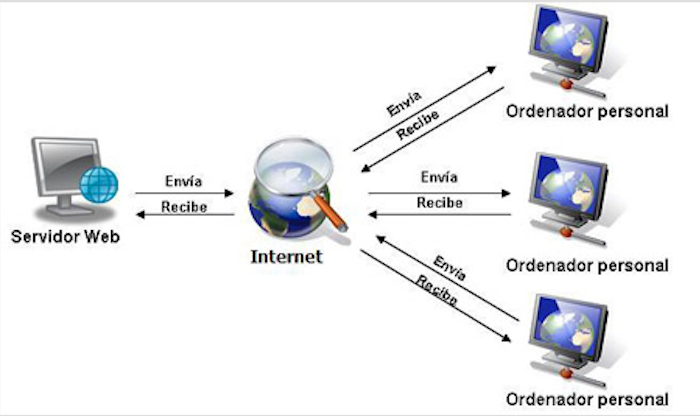 Envía
Recibe
Ordenador personal
Envía
Recibe
Servidor Web
Internet
Envía
Recibe
Ordenador personal
Envía
Recibe
Ordenador personal